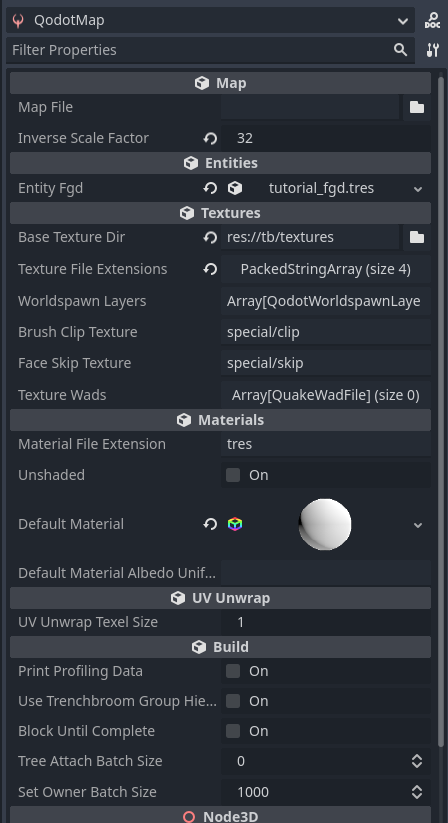 QodotMap
DOC
Filter Properties
Map
Map File
Inverse Scale Factor 32
Entities
Entity Fgd tutorial_fgd.tres
Textures
Base Texture Dir res://tb/textures
Texture File Extensions PackedStringArray (size 4)
Worldspawn Layers Array[QodotWorldspawnLaye
Brush Clip Texture special/clip
Face Skip Texture special/skip
Texture Wads Array[QuakeWadFile] (size 0)
Materials
Material File Extension tres
Unshaded On
Default Material
Default Material Albedo Unif...
UV Unwrap
UV Unwrap Texel Size 1
Build
Print Profiling Data On
Use Trenchbroom Group Hie... On
Block Until Complete On
Tree Attach Batch Size 0
Set Owner Batch Size 1000
Node3D